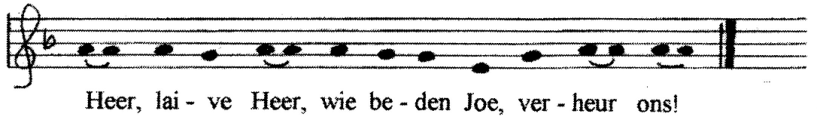 Heer, lai - ve Heer, wie be - den Joe, ver - heur ons!